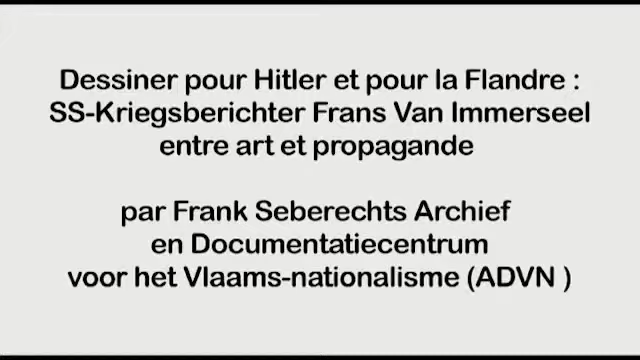 Dessiner pour Hitler et pour la Flandre :
SS-Kriegsberichter Frans Van Immerseel
entre art et propagande
par Frank Seberechts Archief
en Documentatiecentrum
voor het Vlaams-nationalisme (ADVN )